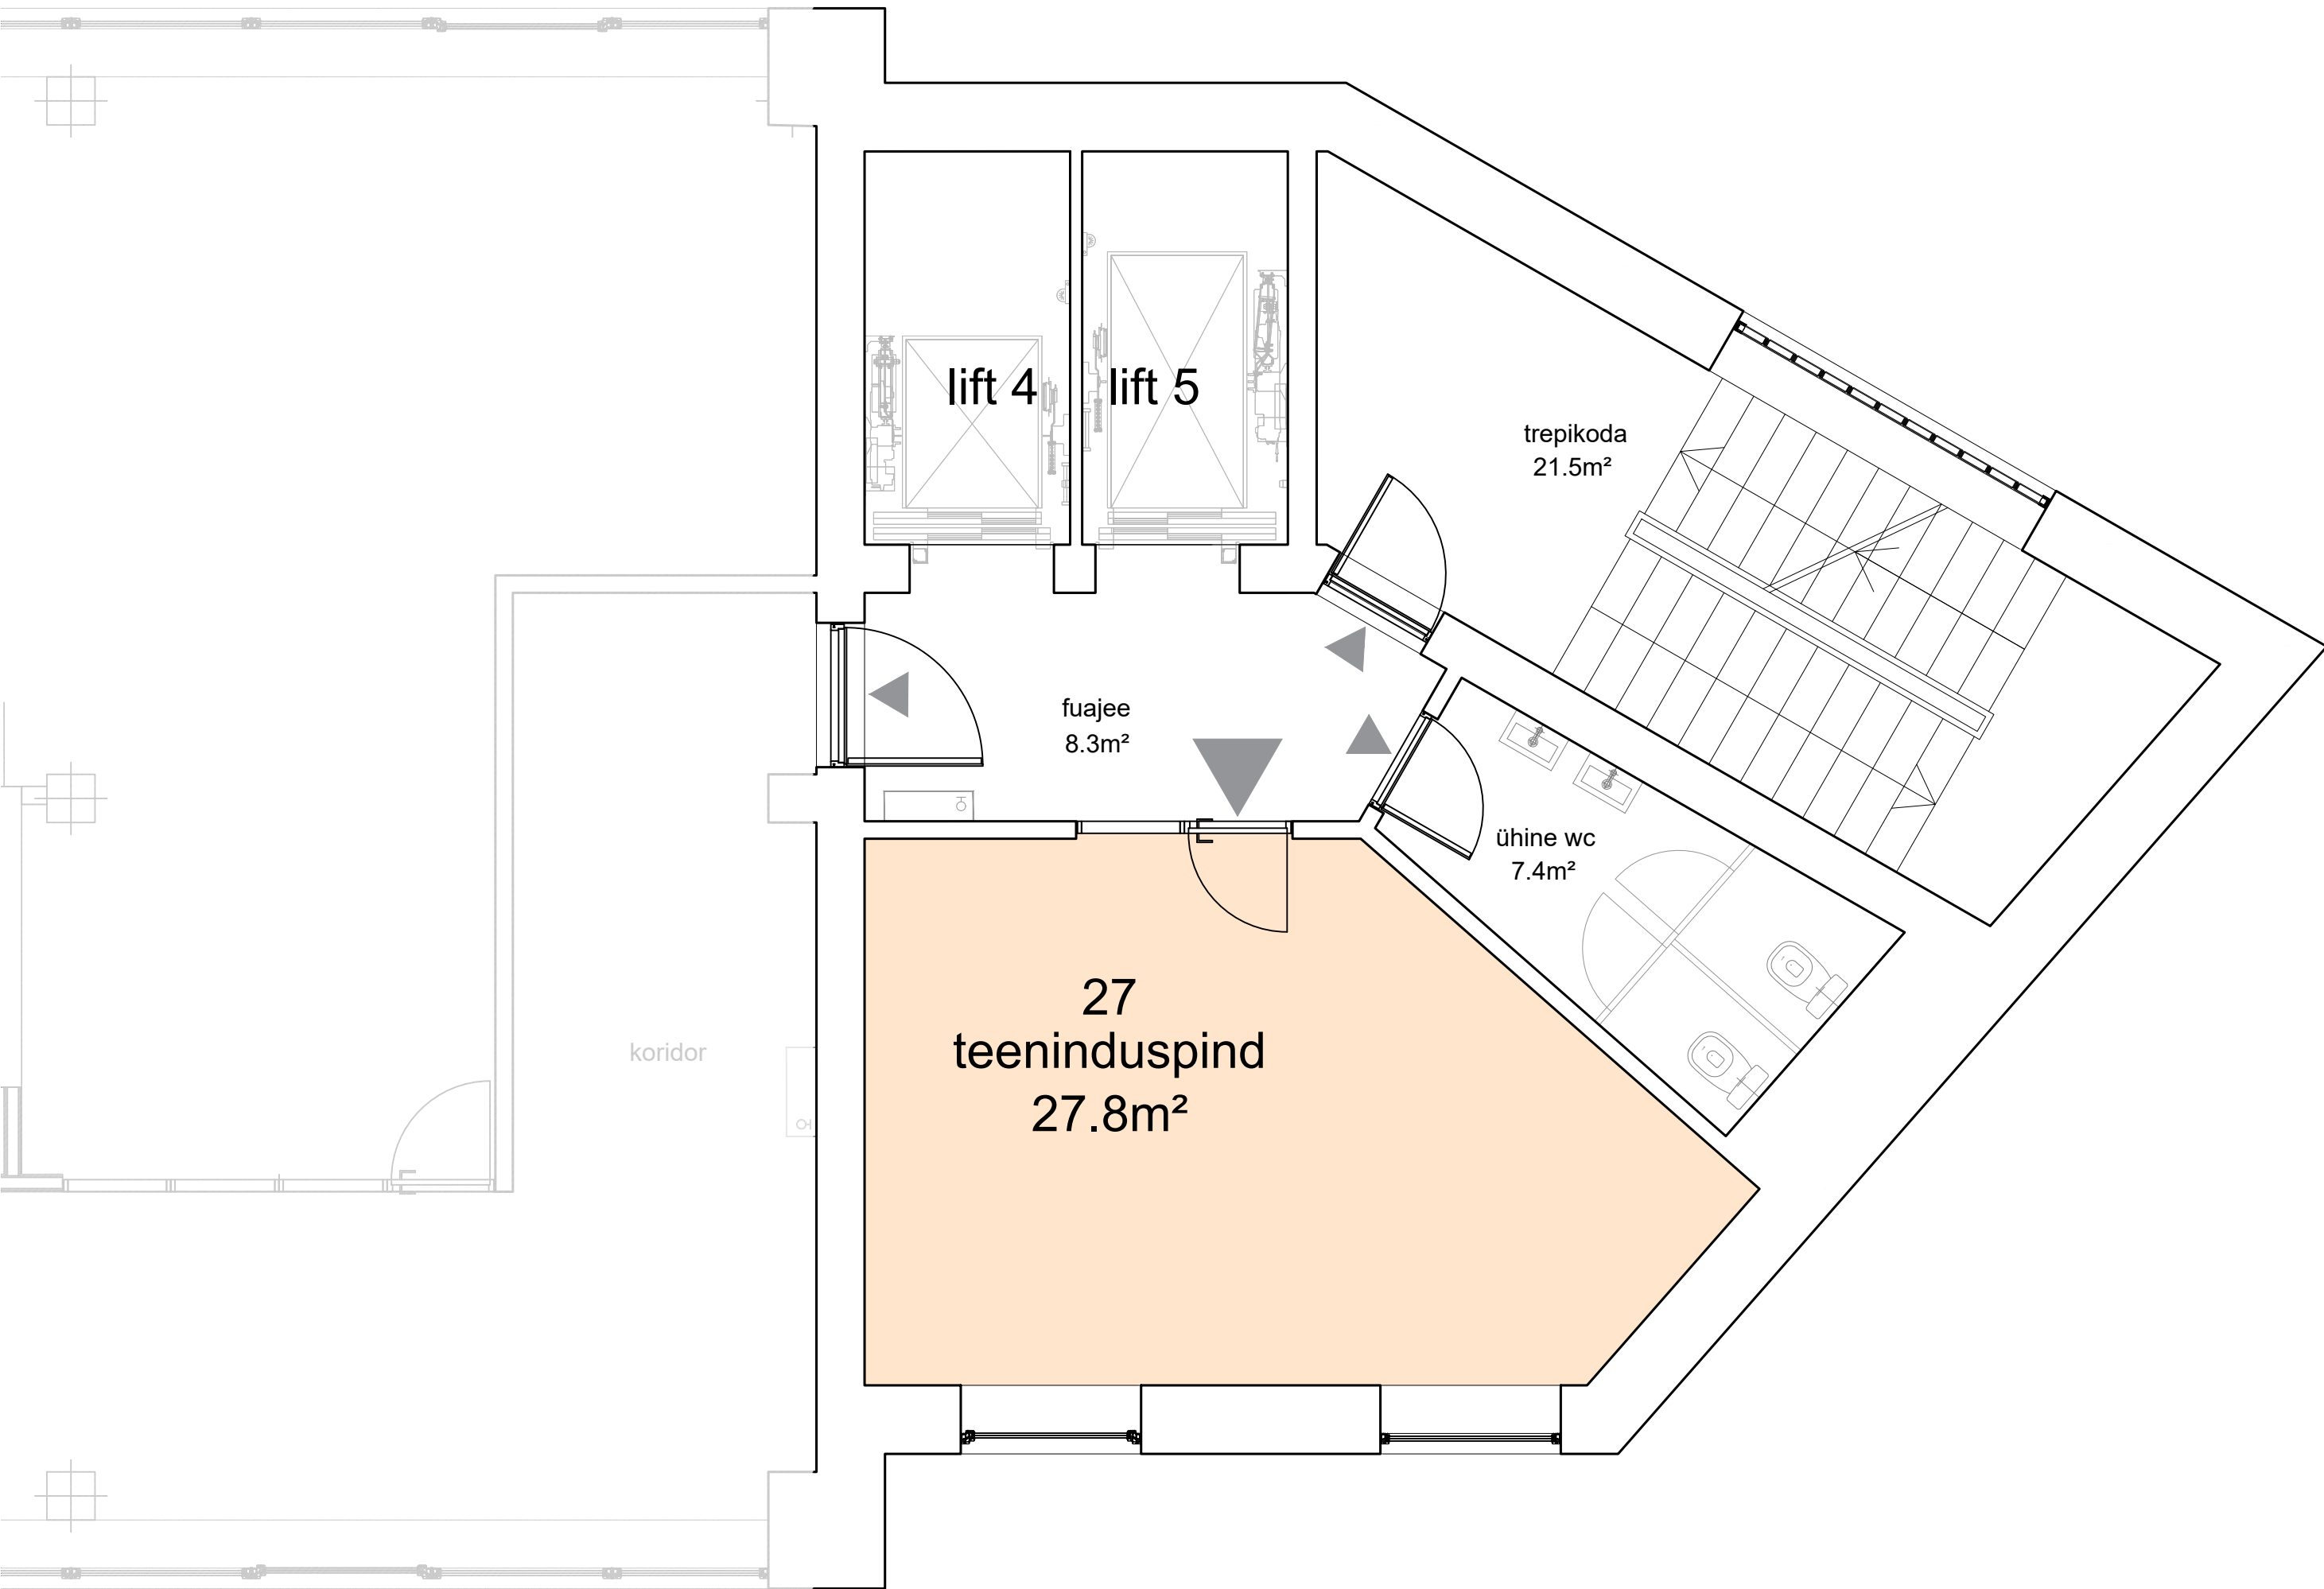 lift 4
lift 5
trepikoda
21.5m²
fuajee
8.3m²
ühine wc
7.4m²
27
teeninduspind
27.8m²
koridor